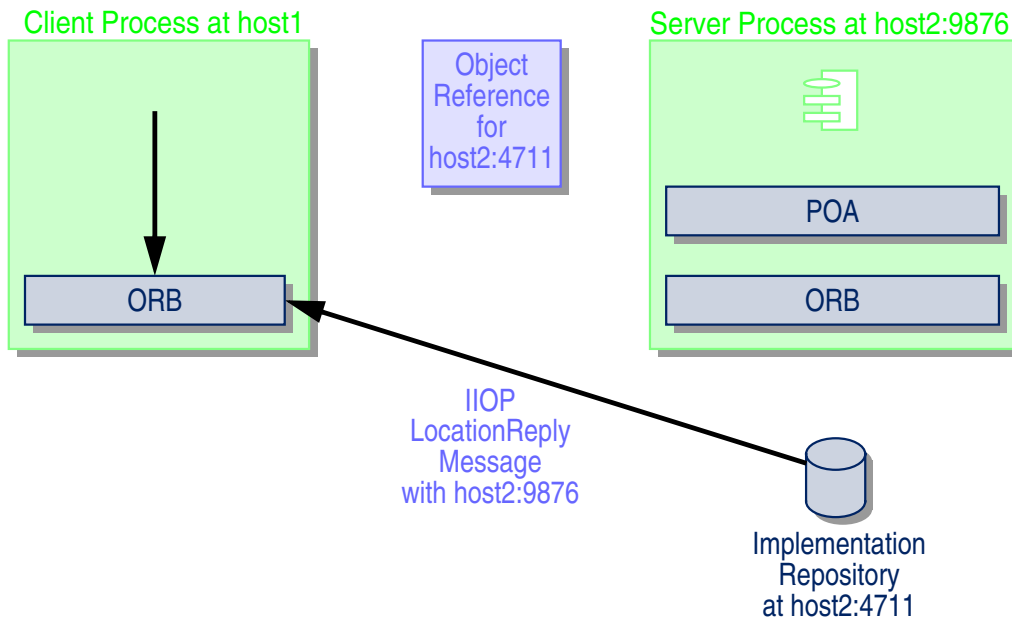 Client Process at host1
Server Process at host2:9876
Object
Reference
for
host2:4711
POA
ORB
ORB
IIOP
LocationReply
Message
with host2:9876
Implementation
Repository
at host2:4711